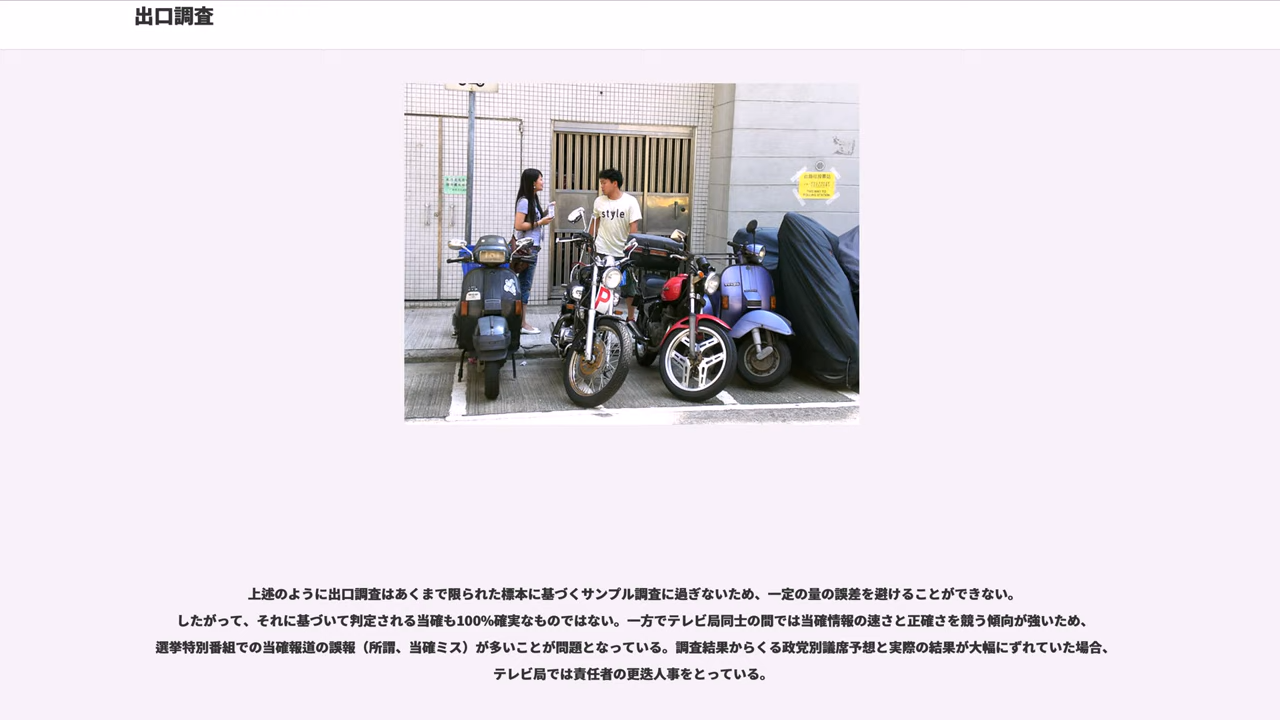 出口調査
style
P
上述のように出口調査はあくまで限られた標本に基づくサンプル調査に過ぎないため、一定の量の誤差を避けることができない。
したがって、それに基づいて判定される当確も100%確実なものではない。一方でテレビ局同士の間では当確情報の速さと正確さを競う傾向が強いため、
選挙特別番組での当確報道の誤報（所謂、当確ミス）が多いことが問題となっている。調査結果からくる政党別議席予想と実際の結果が大幅にずれていた場合、
テレビ局では責任者の更迭人事をとっている。